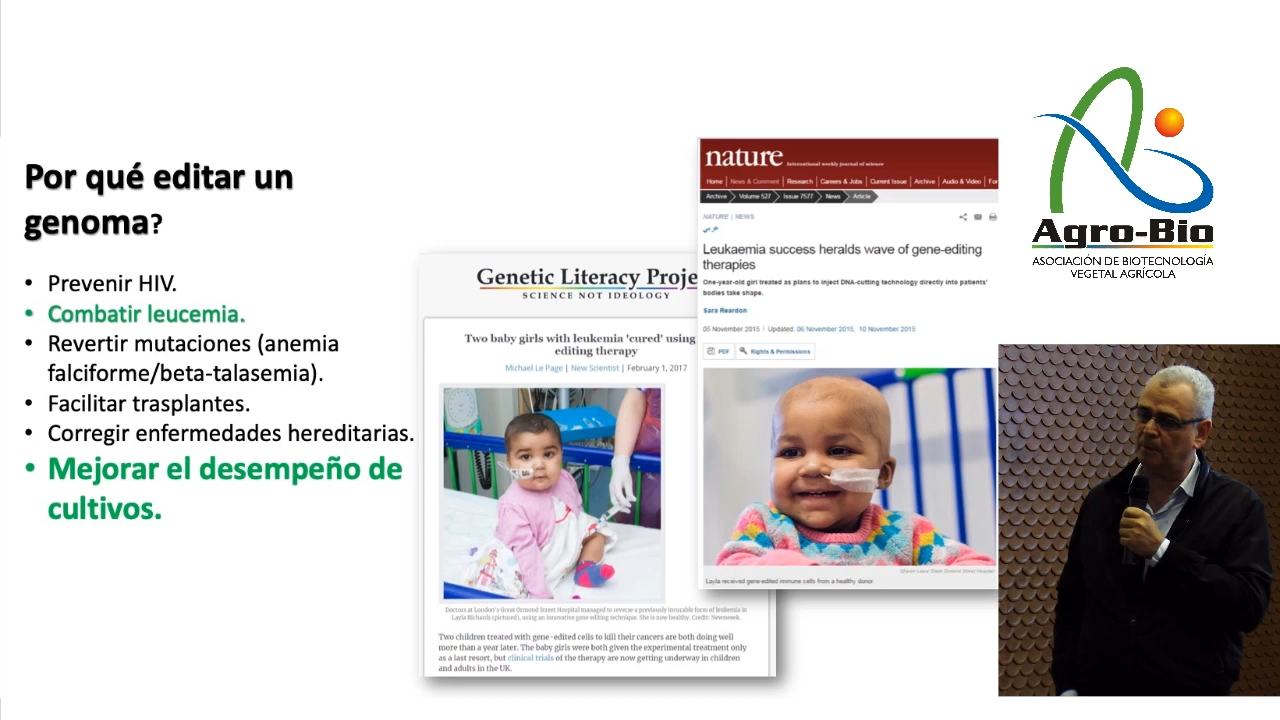 Por qué editar un
genoma?
• Prevenir HIV.
• Combatir leucemia.
• Revertir mutaciones (anemia
falciforme/beta-talasemia).
• Facilitar trasplantes.
• Corregir enfermedades hereditarias.
• Mejorar el desempeño de
cultivos.
Genetic Literacy Proje
SCIENCE NOT IDEOLOGY
Two baby girls with leukemia 'cured' using
editing therapy
Michael Le Page | New Scientist | February 1, 2017
Doctors at London's Great Ormond Street Hospital managed to reverse a previously incurable form of leukemia in
Layla Richards (pictured), using an innovative gene editing technique. She is now healthy. Credit: Newsweek.
Two children treated with gene-edited cells to kill their cancers are both doing well
more than a year later. The baby girls were both given the experimental treatment only
as a last resort, but clinical trials of the therapy are now getting underway in children
and adults in the UK.
nature International weekly journal of science
Home | News & Comment | Research | Careers & Jobs | Current Issue | Archive | Audio & Video | Fo
Archive Volume 527 Issue 7577 News Article
NATURE | NEWS
عربي
Leukaemia success heralds wave of gene-editing
therapies
One-year-old girl treated as plans to inject DNA-cutting technology directly into patients'
bodies take shape.
Sara Reardon
05 November 2015 | Updated: 06 November 2015, 10 November 2015
PDF Rights & Permissions
Layla received gene-edited immune cells from a healthy donor.
Agro-Bio
ASOCIACIÓN DE BIOTECNOLOGÍA
VEGETAL AGRÍCOLA